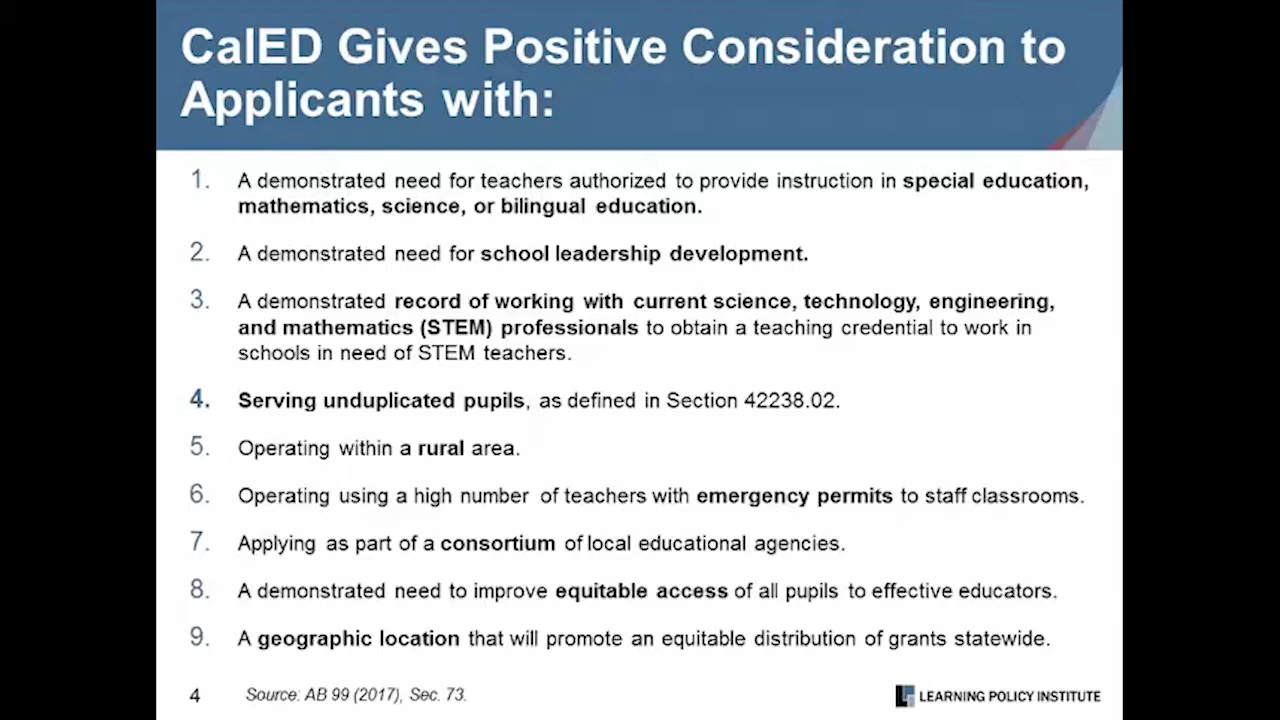 CalED Gives Positive Consideration to
Applicants with:
1. A demonstrated need for teachers authorized to provide instruction in special education,
mathematics, science, or bilingual education.
2. A demonstrated need for school leadership development.
3. A demonstrated record of working with current science, technology, engineering,
and mathematics (STEM) professionals to obtain a teaching credential to work in
schools in need of STEM teachers.
4. Serving unduplicated pupils, as defined in Section 42238.02.
5. Operating within a rural area.
6. Operating using a high number of teachers with emergency permits to staff classrooms.
7. Applying as part of a consortium of local educational agencies.
8. A demonstrated need to improve equitable access of all pupils to effective educators.
9. A geographic location that will promote an equitable distribution of grants statewide.
4 Source: AB 99 (2017), Sec. 73.
LEARNING POLICY INSTITUTE